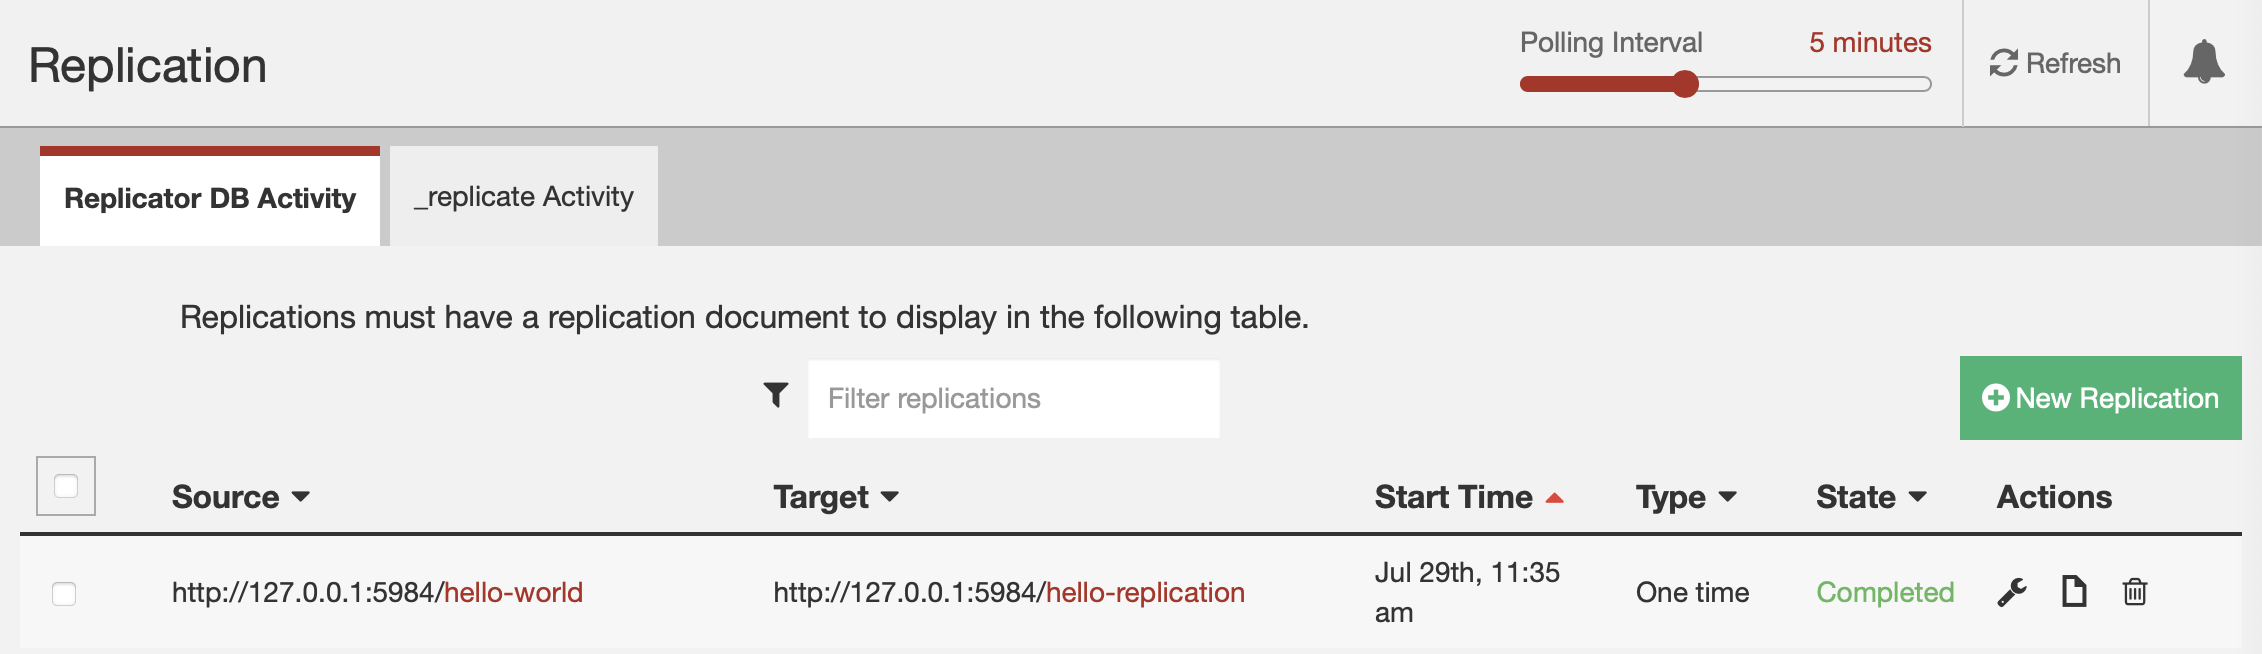 Replication
Polling Interval 5 minutes
Refresh
Replicator DB Activity
_replicate Activity
Replications must have a replication document to display in the following table.
Filter replications
New Replication
Source Target Start Time Type State Actions
http://127.0.0.1:5984/hello-world http://127.0.0.1:5984/hello-replication Jul 29th, 11:35 One time Completed
am